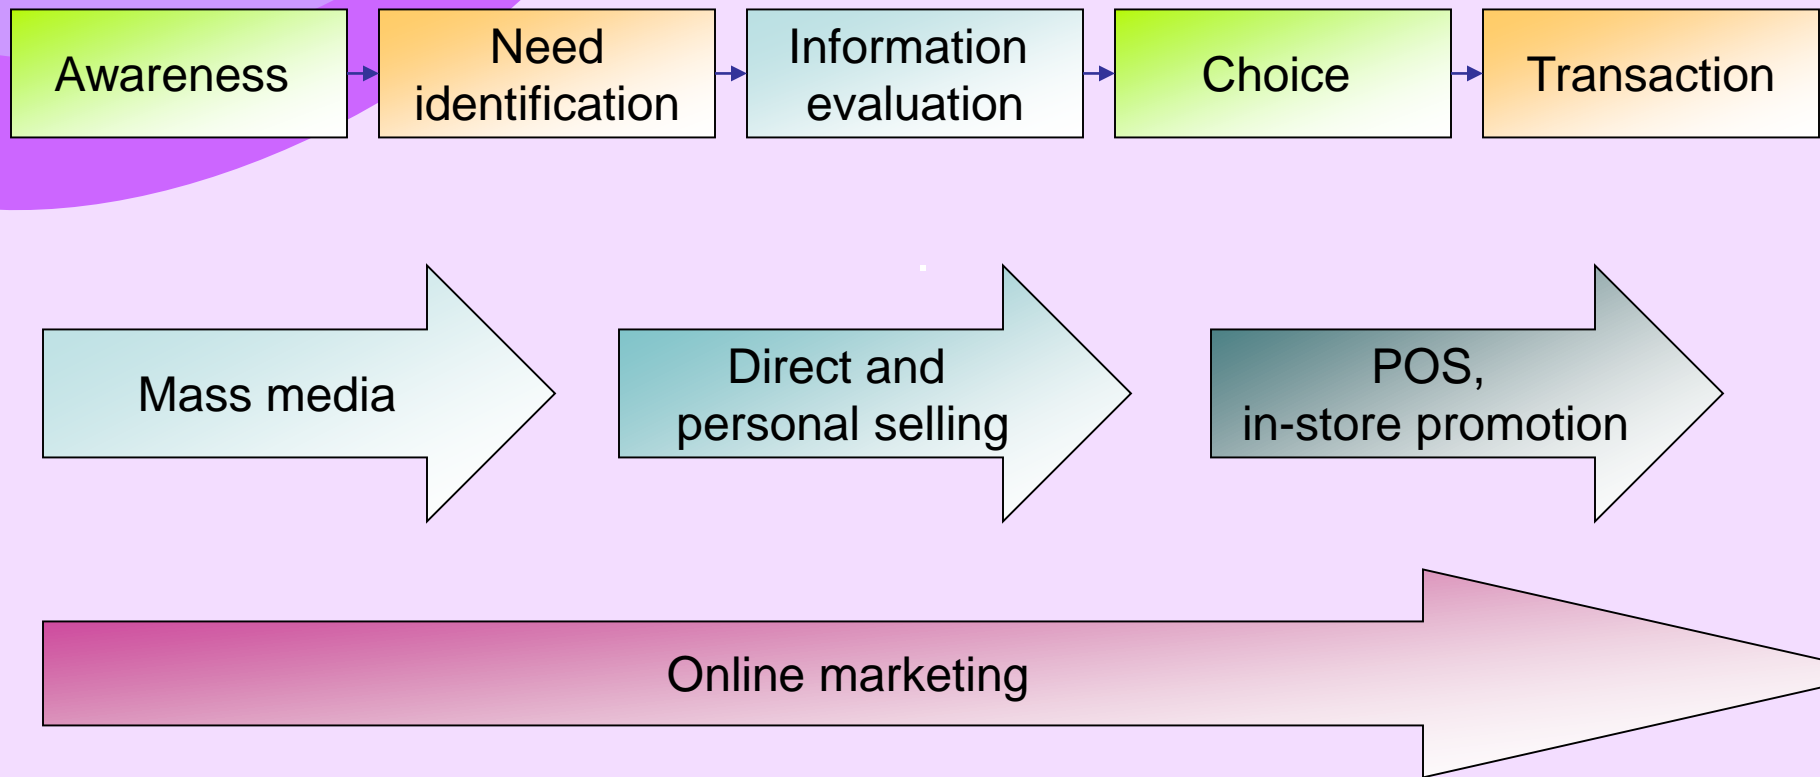 Awareness
Need
identification
Information
evaluation
Choice
Transaction
Mass media
Direct and
personal selling
POS,
in-store promotion
Online marketing